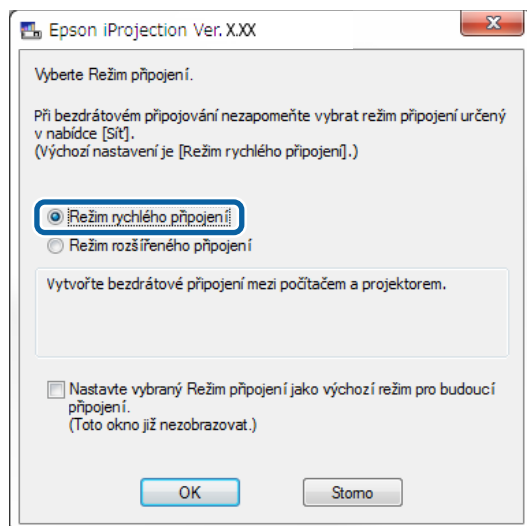 Epson iProjection Ver. X.XX
Vyberte Režim připojení.
Při bezdrátovém připojování nezapomeňte vybrat režim připojení určený
v nabídce [Síť].
(Výchozí nastavení je [Režim rychlého připojení].)
Režim rychlého připojení
Režim rozšířeného připojení
Vytvořte bezdrátové připojení mezi počítačem a projektorem.
Nastavte vybraný Režim připojení jako výchozí režim pro budoucí
připojení.
(Toto okno již nezobrazovat.)
OK Storno